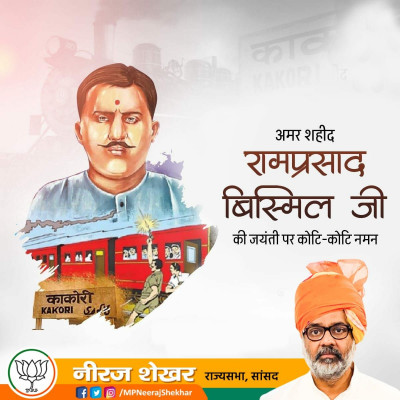 अमर शहीद
रामप्रसाद
बिस्मिल जी
की जयंती पर कोटि-कोटि नमन
काकोरी
KAKORI
नीरज शेखर राज्यसभा, सांसद
/MPNeerajShekhar